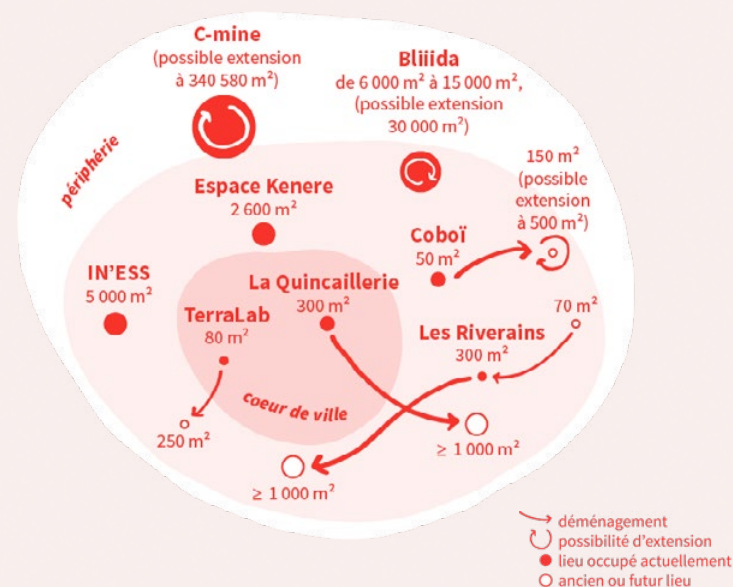 C-mine
(possible extension
à 340 580 m²)
Bliiida
de 6 000 m² à 15 000 m²,
(possible extension
30 000 m²)
périphérie
150 m²
(possible
extension
à 500 m²)
Espace Kenere
2 600 m²
Coboï
50 m²
IN'ESS
5 000 m²
La Quincaillerie
300 m²
TerraLab
80 m²
70 m²
Les Riverains
300 m²
coeur de ville
250 m²
≥ 1 000 m²
≥ 1 000 m²
déménagement
possibilité d'extension
lieu occupé actuellement
ancien ou futur lieu